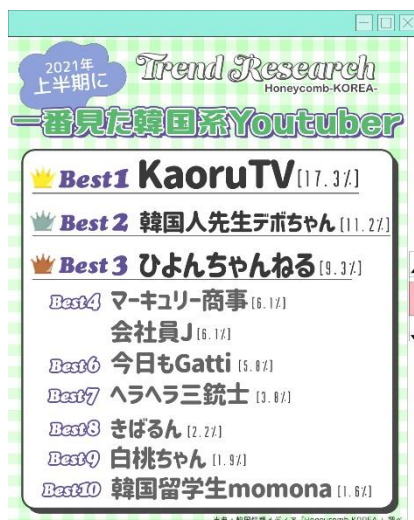 2021年
上半期に
Trend Research
Honeycomb-KOREA-
一番見た韓国系Youtuber
Best1 KaoruTV[17.3%]
Best2 韓国人先生デボちゃん[11.2%]
Best3 ひよんちゃんねる[9.3%]
Best4 マーキュリー商事[6.1%]
会社員J[6.1%]
Best6 今日もGatti[5.8%]
Best7 ヘラヘラ三銃士[3.8%]
Best8 きばるん[2.2%]
Best9 白桃ちゃん[1.9%]
Best10 韓国留学生momona[1.6%]